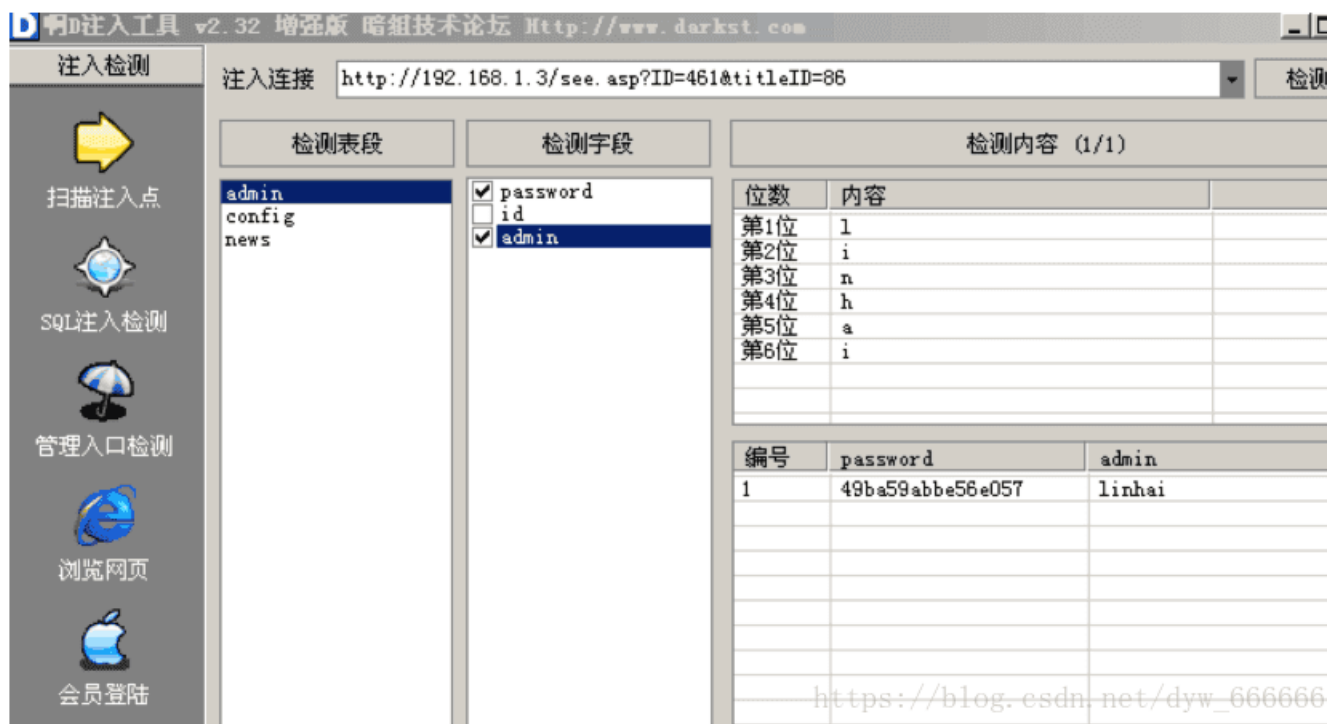 啊D注入工具 v2.32 增强版 暗组技术论坛 Http://www.darkst.com
注入检测
注入连接 http://192.168.1.3/see.asp?ID=461&titleID=86 检测
扫描注入点
SQL注入检测
管理入口检测
浏览网页
会员登陆
检测表段
admin
config
news
检测字段
password
id
admin
检测内容 (1/1)
位数 内容
第1位 l
第2位 i
第3位 n
第4位 h
第5位 a
第6位 i
编号 password admin
1 49ba59abbe56e057 linhai
https://blog.csdn.net/dyw_666666